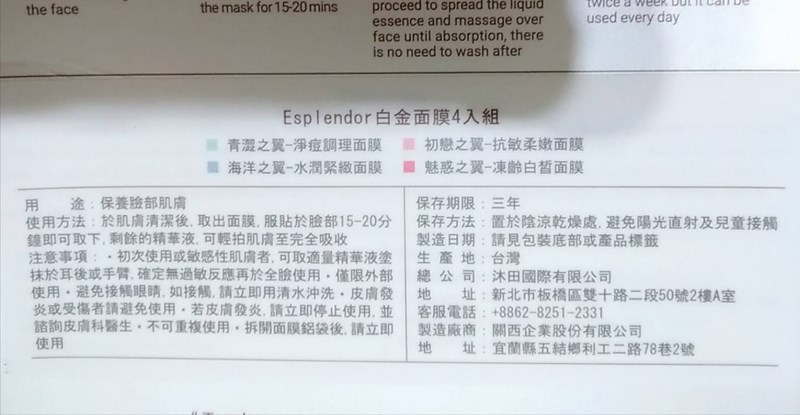 the face
the mask for 15-20 mins
proceed to spread the liquid
essence and massage over
face until absorption, there
is no need to wash after
twice a week but it can be
used every day
Esplendor白金面膜4入組
青澀之翼-淨痘調理面膜
初戀之翼-抗敏柔嫩面膜
海洋之翼-水潤緊緻面膜
魅惑之翼-凍齡白皙面膜
用 途:保養臉部肌膚
使用方法:於肌膚清潔後,取出面膜,服貼於臉部15-20分
鐘即可取下,剩餘的精華液,可輕拍肌膚至完全吸收
注意事項:・初次使用或敏感性肌膚者,可取適量精華液塗
抹於耳後或手臂,確定無過敏反應再於全臉使用・僅限外部
使用・避免接觸眼睛,如接觸,請立即用清水沖洗・皮膚發
炎或受傷者請避免使用・若皮膚發炎,請立即停止使用,並
諮詢皮膚科醫生・不可重複使用・拆開面膜鋁袋後,請立即
使用
保存期限:三年
保存方法:置於陰涼乾燥處,避免陽光直射及兒童接觸
製造日期:請見包裝底部或產品標籤
生 產 地:台灣
總 公 司:沐田國際有限公司
地 址:新北市板橋區雙十路二段50號2樓A室
客服電話:+8862-8251-2331
製造廠商:關西企業股份有限公司
地 址:宜蘭縣五結鄉利工二路78巷2號